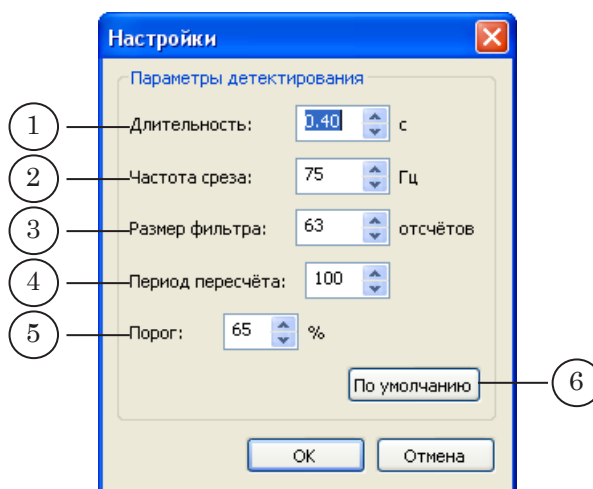 Настройки
Параметры детектирования
1 Длительность: 0.40 с
2 Частота среза: 75 Гц
3 Размер фильтра: 63 отсчётов
4 Период пересчёта: 100
5 Порог: 65 %
По умолчанию 6
OK Отмена